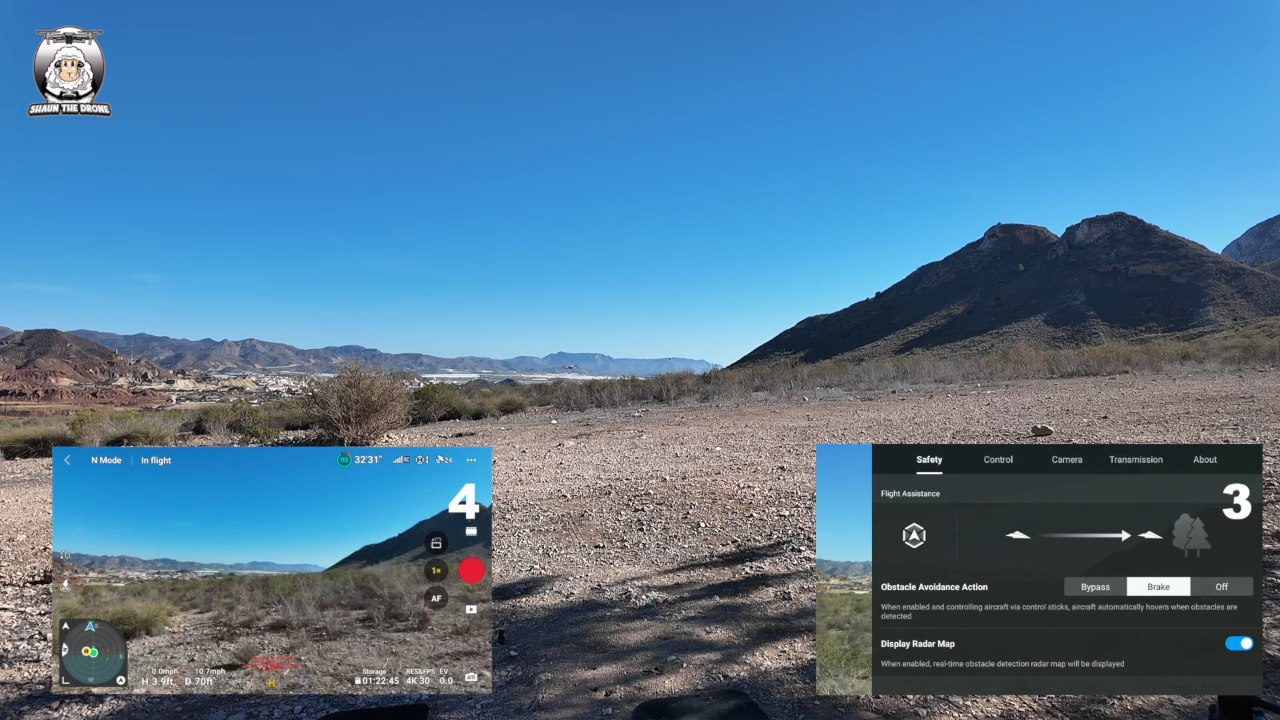 SHAUN THE DRONE
N Mode
In flight
90
32'31"
24
4
1×
AF
0.0mph
10.7mph
H 3.9ft
D 70ft
H
Storage
01:22:45
RES&FPS
4K 30
EV
0.0
Safety
Control
Camera
Transmission
About
Flight Assistance
3
Obstacle Avoidance Action
Bypass
Brake
Off
When enabled and controlling aircraft via control sticks, aircraft automatically hovers when obstacles are
detected
Display Radar Map
When enabled, real-time obstacle detection radar map will be displayed